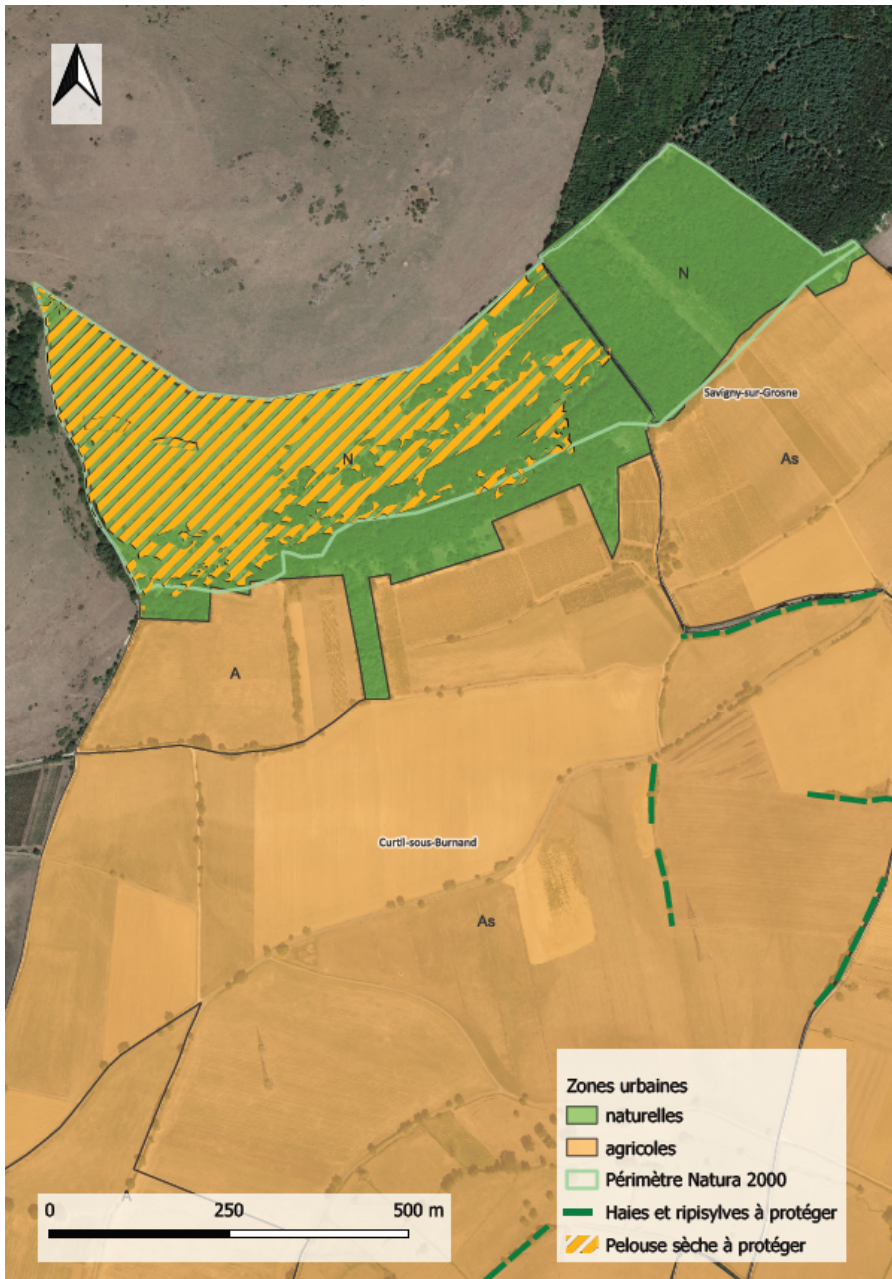 N
Savigny-sur-Grosne
N
As
A
Curtil-sous-Burnand
As
Zones urbaines
naturelles
agricoles
Périmètre Natura 2000
Haies et ripisylves à protéger
Pelouse sèche à protéger
A
0 250 500 m